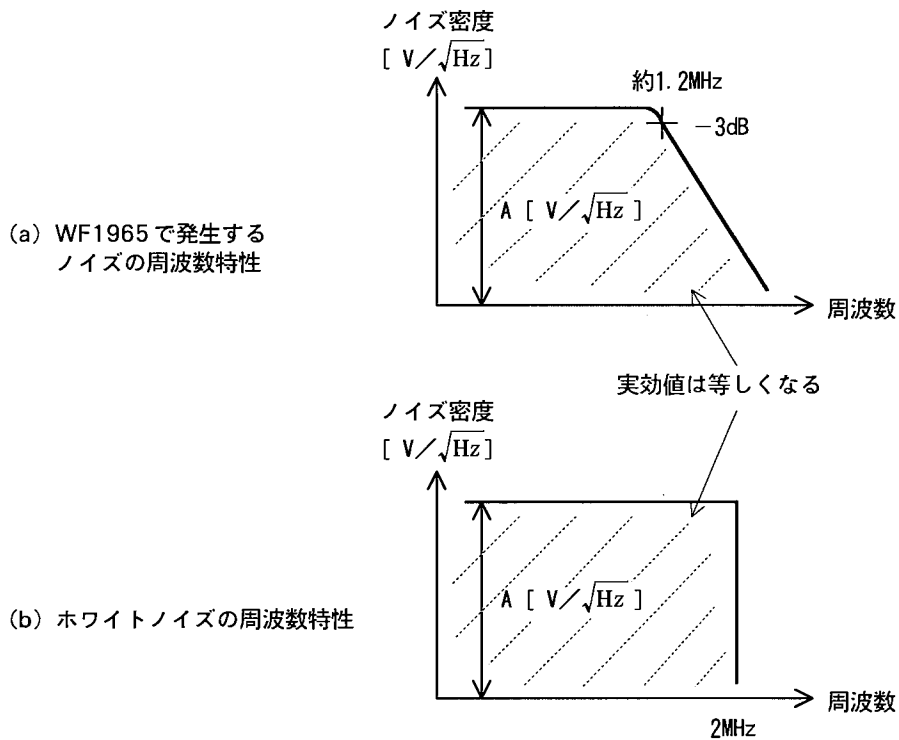 ノイズ密度
[ V/√Hz ]
約1.2MHz
-3dB
A [ V/√Hz ]
(a) WF1965で発生する
ノイズの周波数特性
周波数
実効値は等しくなる
ノイズ密度
[ V/√Hz ]
A [ V/√Hz ]
(b) ホワイトノイズの周波数特性
周波数
2MHz